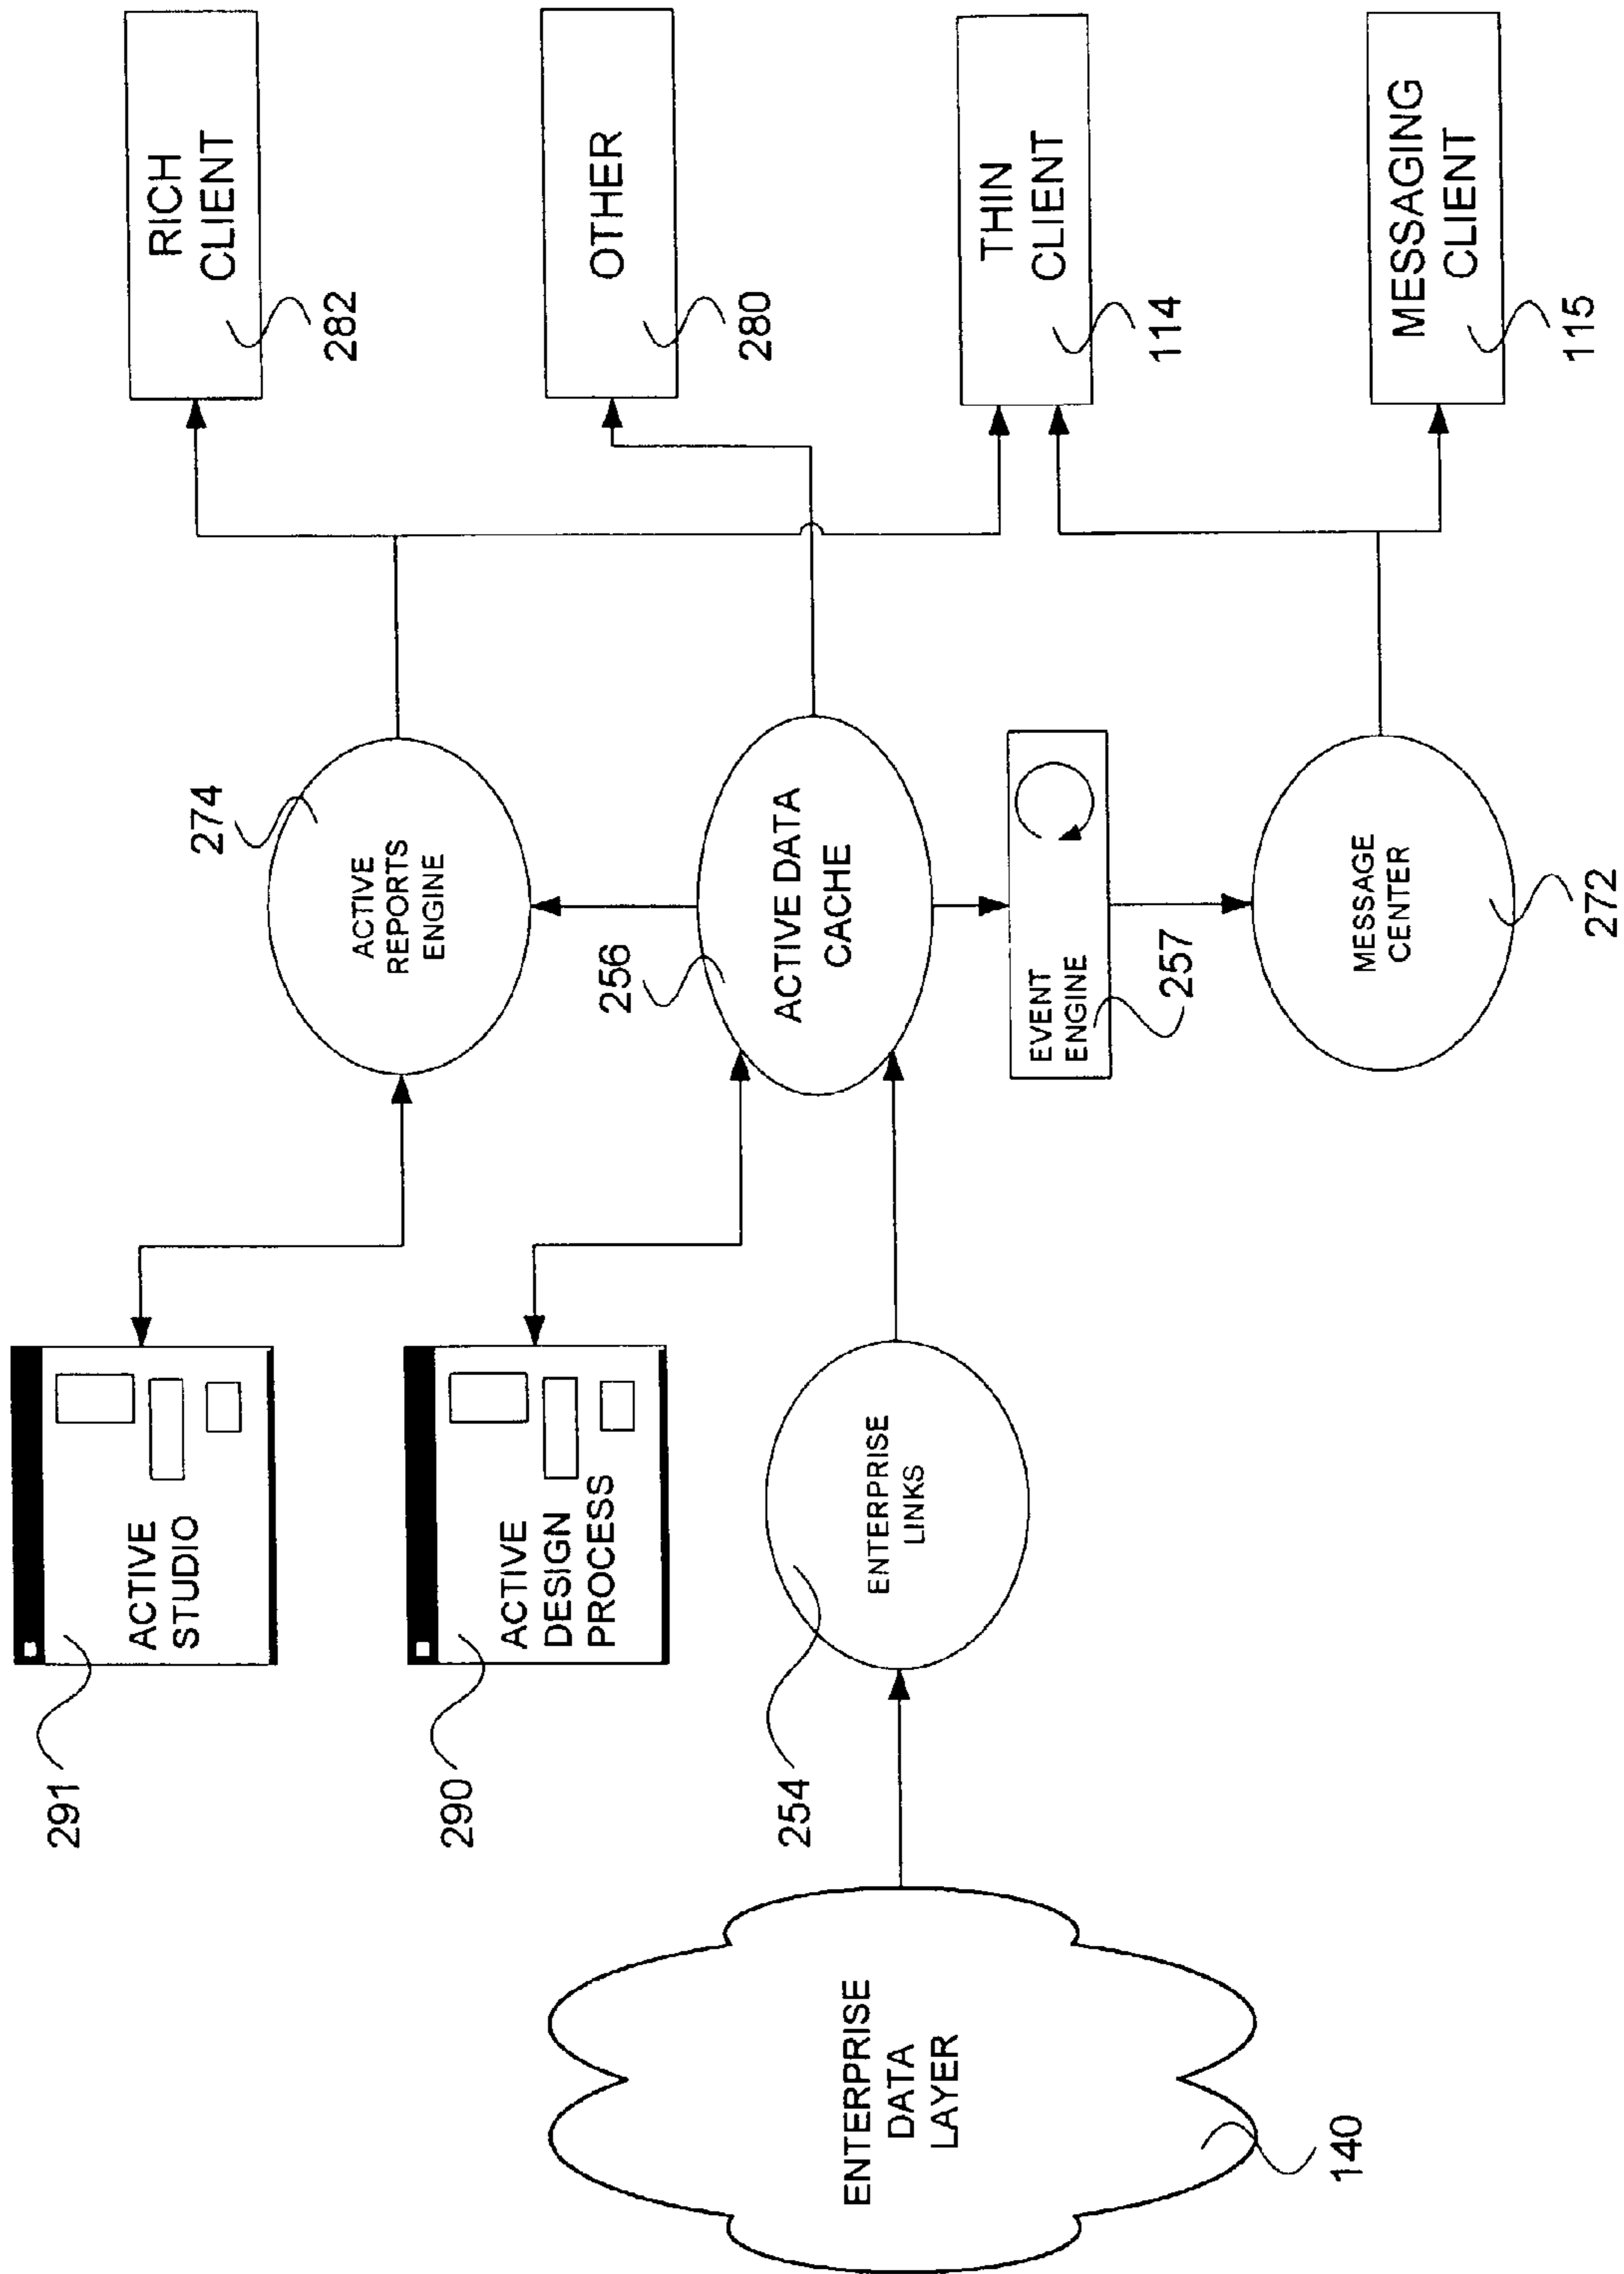 291
ACTIVE
STUDIO
290
ACTIVE
DESIGN
PROCESS
254
ENTERPRISE
LINKS
ENTERPRISE
DATA
LAYER
140
274
ACTIVE
REPORTS
ENGINE
256
ACTIVE DATA
CACHE
EVENT
ENGINE
257
MESSAGE
CENTER
272
RICH
CLIENT
282
OTHER
280
THIN
CLIENT
114
MESSAGING
CLIENT
115